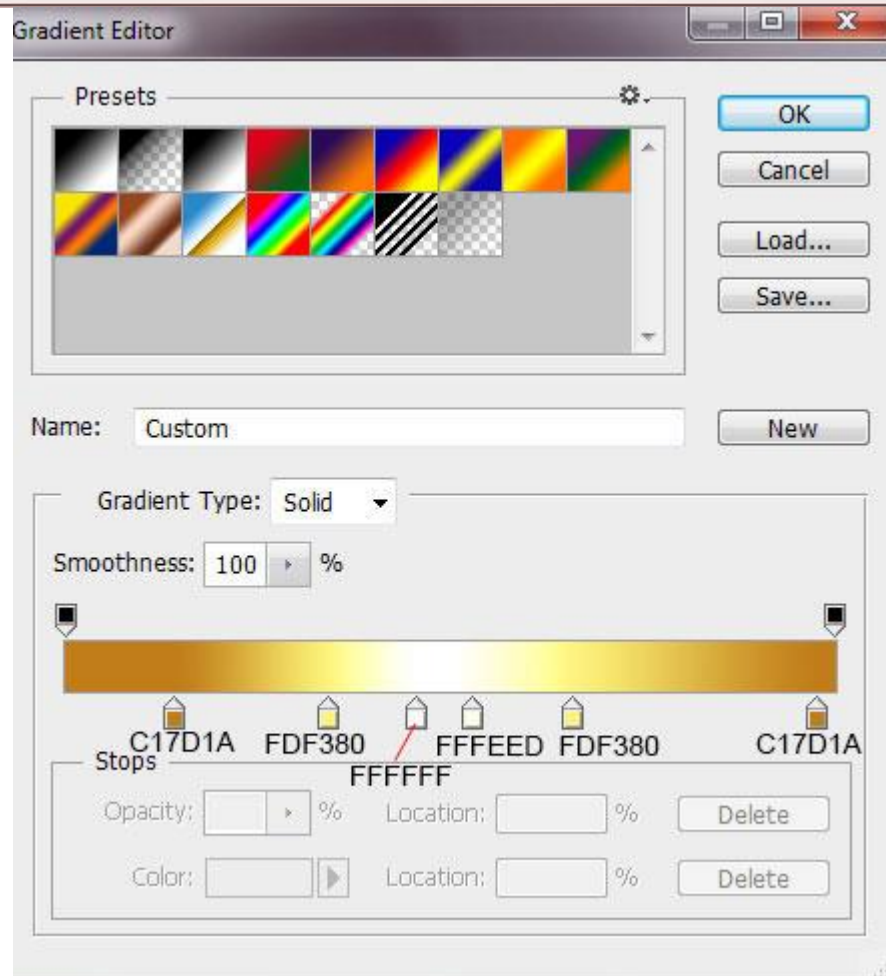 Gradient Editor
Presets
OK
Cancel
Load...
Save...
Name: Custom
New
Gradient Type: Solid
Smoothness: 100 %
C17D1A FDF380 FFFFFF FFFEED FDF380 C17D1A
Stops
Opacity: % Location: % Delete
Color: Location: % Delete